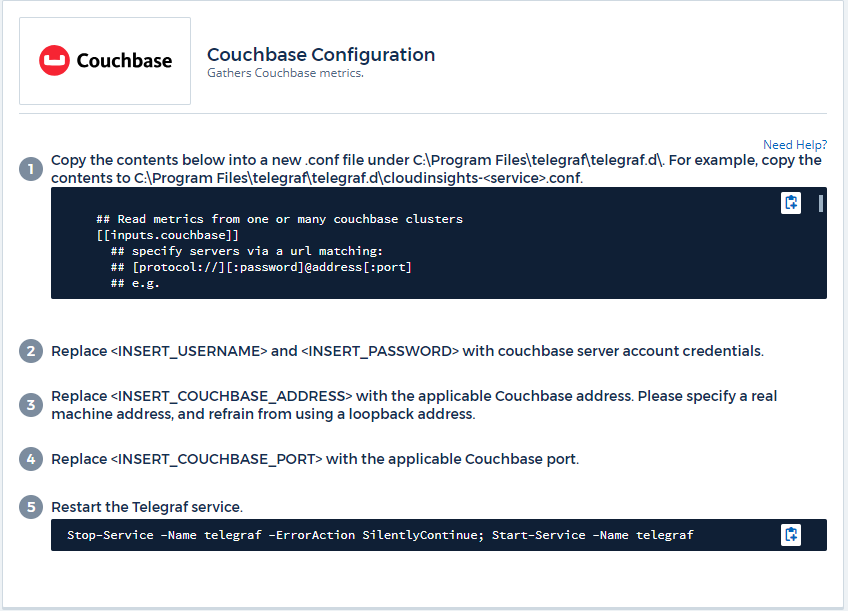 Couchbase
Couchbase Configuration
Gathers Couchbase metrics.
Need Help?
1
Copy the contents below into a new .conf file under C:\Program Files\telegraf\telegraf.d\. For example, copy the
contents to C:\Program Files\telegraf\telegraf.d\cloudinsights-<service>.conf.
## Read metrics from one or many couchbase clusters
[[inputs.couchbase]]
## specify servers via a url matching:
## [protocol://][:password]@address[:port]
## e.g.
2
Replace <INSERT_USERNAME> and <INSERT_PASSWORD> with couchbase server account credentials.
3
Replace <INSERT_COUCHBASE_ADDRESS> with the applicable Couchbase address. Please specify a real
machine address, and refrain from using a loopback address.
4
Replace <INSERT_COUCHBASE_PORT> with the applicable Couchbase port.
5
Restart the Telegraf service.
Stop-Service -Name telegraf -ErrorAction SilentlyContinue; Start-Service -Name telegraf